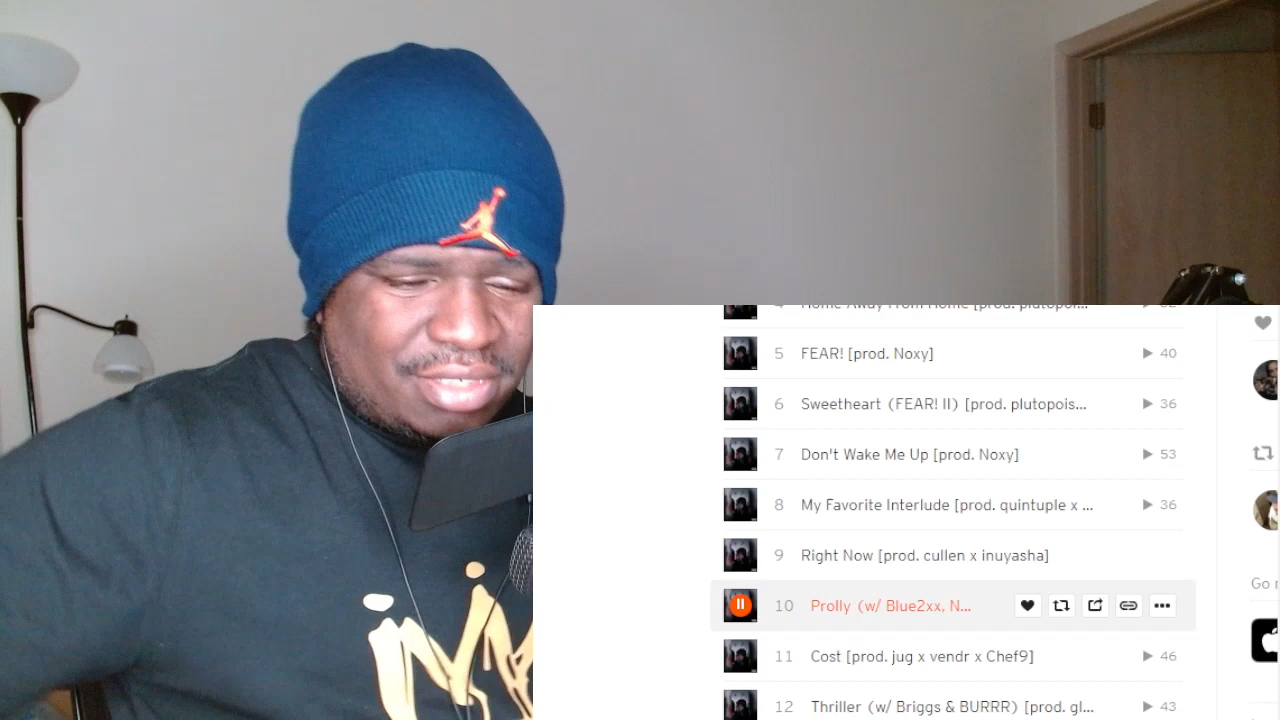 5 FEAR! [prod. Noxy] 40
6 Sweetheart (FEAR! II) [prod. plutopois... 36
7 Don't Wake Me Up [prod. Noxy] 53
8 My Favorite Interlude [prod. quintuple x ... 36
9 Right Now [prod. cullen x inuyasha]
10 Prolly (w/ Blue2xx, N...
11 Cost [prod. jug x vendr x Chef9] 46
12 Thriller (w/ Briggs & BURRR) [prod. gl... 43
Go